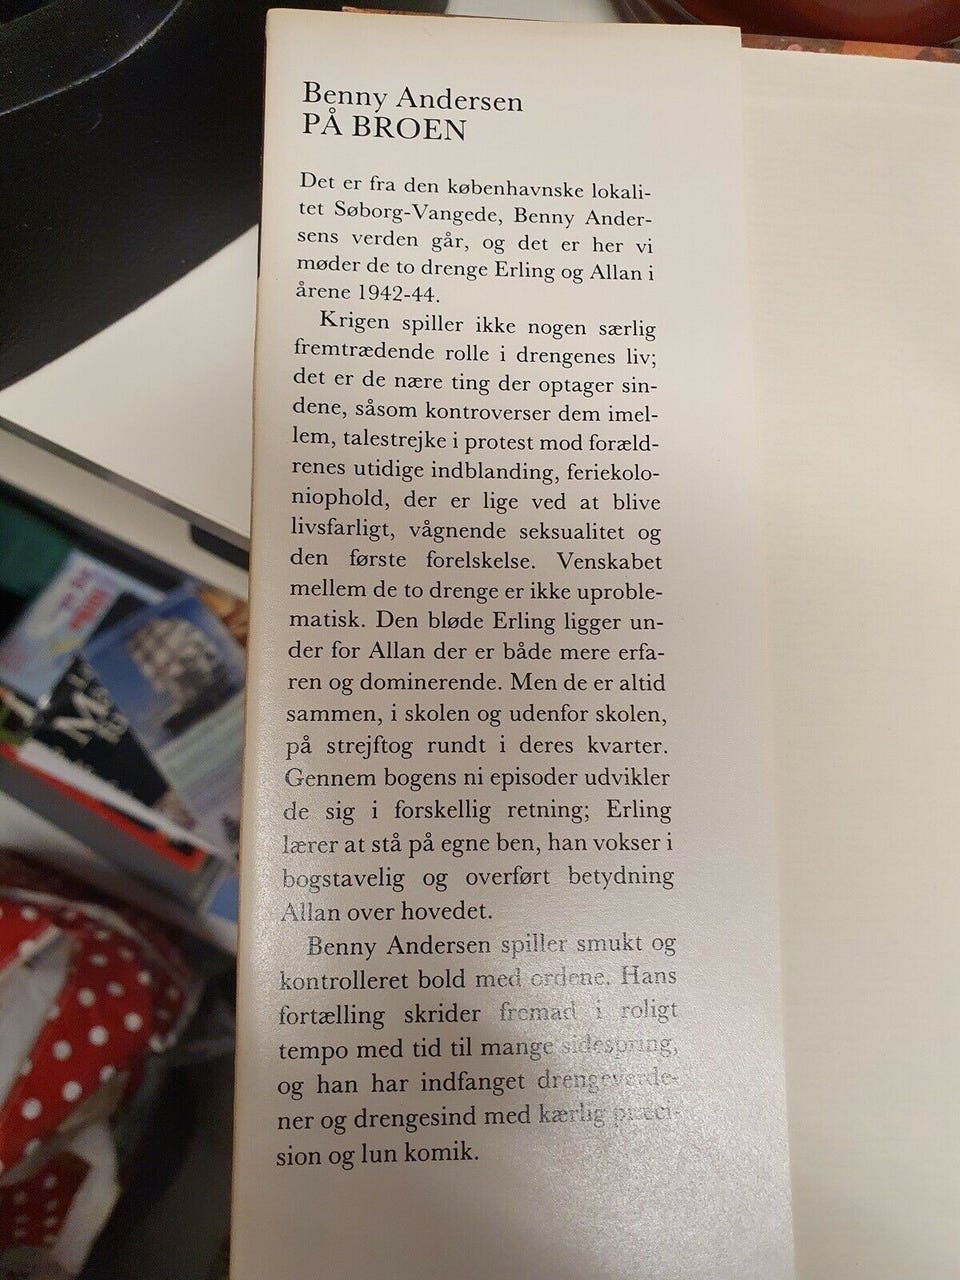 Benny Andersen
PÅ BROEN
Det er fra den københavnske lokali-
tet Søborg-Vangede, Benny Ander-
sens verden går, og det er her vi
møder de to drenge Erling og Allan i
årene 1942-44.
Krigen spiller ikke nogen særlig
fremtrædende rolle i drengenes liv;
det er de nære ting der optager sin-
dene, såsom kontroverser dem imel-
lem, talestrejke i protest mod foræld-
renes utidige indblanding, feriekolo-
niophold, der er lige ved at blive
livsfarligt, vågnende seksualitet og
den første forelskelse. Venskabet
mellem de to drenge er ikke uproble-
matisk. Den bløde Erling ligger un-
der for Allan der er både mere erfa-
ren og dominerende. Men de er altid
sammen, i skolen og udenfor skolen,
på strejftog rundt i deres kvarter.
Gennem bogens ni episoder udvikler
de sig i forskellig retning; Erling
lærer at stå på egne ben, han vokser i
bogstavelig og overført betydning
Allan over hovedet.
Benny Andersen spiller smukt og
kontrolleret bold med ordene. Hans
fortælling skrider fremad i roligt
tempo med tid til mange sidespring,
og han har indfanget drengeverde-
ner og drengesind med kærlig præci-
sion og lun komik.